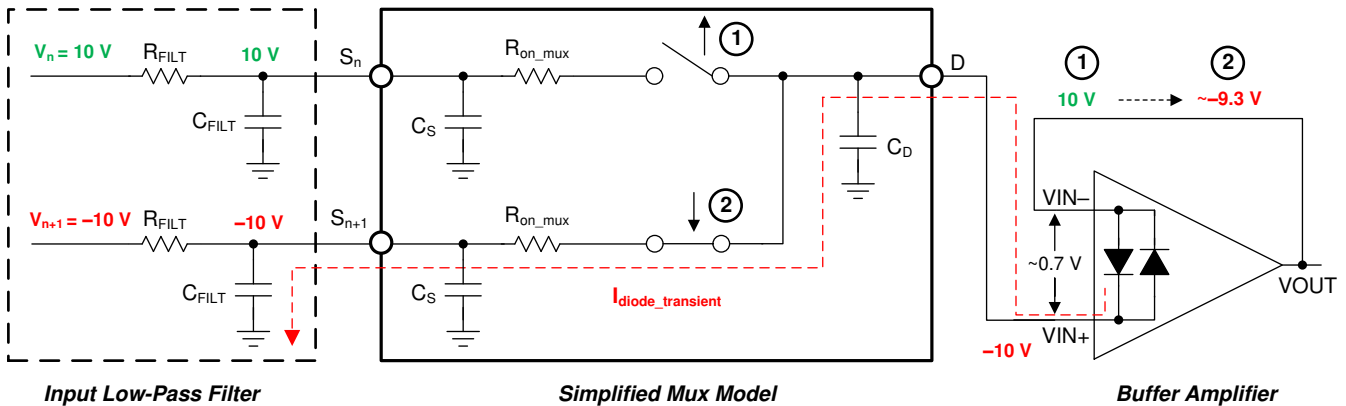 Vn = 10 V
RFILT
10 V
CFILT
Sn
Ron_mux
1
CS
D
CD
1
2
10 V
~–9.3 V
Vn+1 = –10 V
RFILT
–10 V
CFILT
Sn+1
Ron_mux
2
CS
Idiode_transient
VIN–
~0.7 V
VIN+
–10 V
VOUT
Input Low-Pass Filter
Simplified Mux Model
Buffer Amplifier